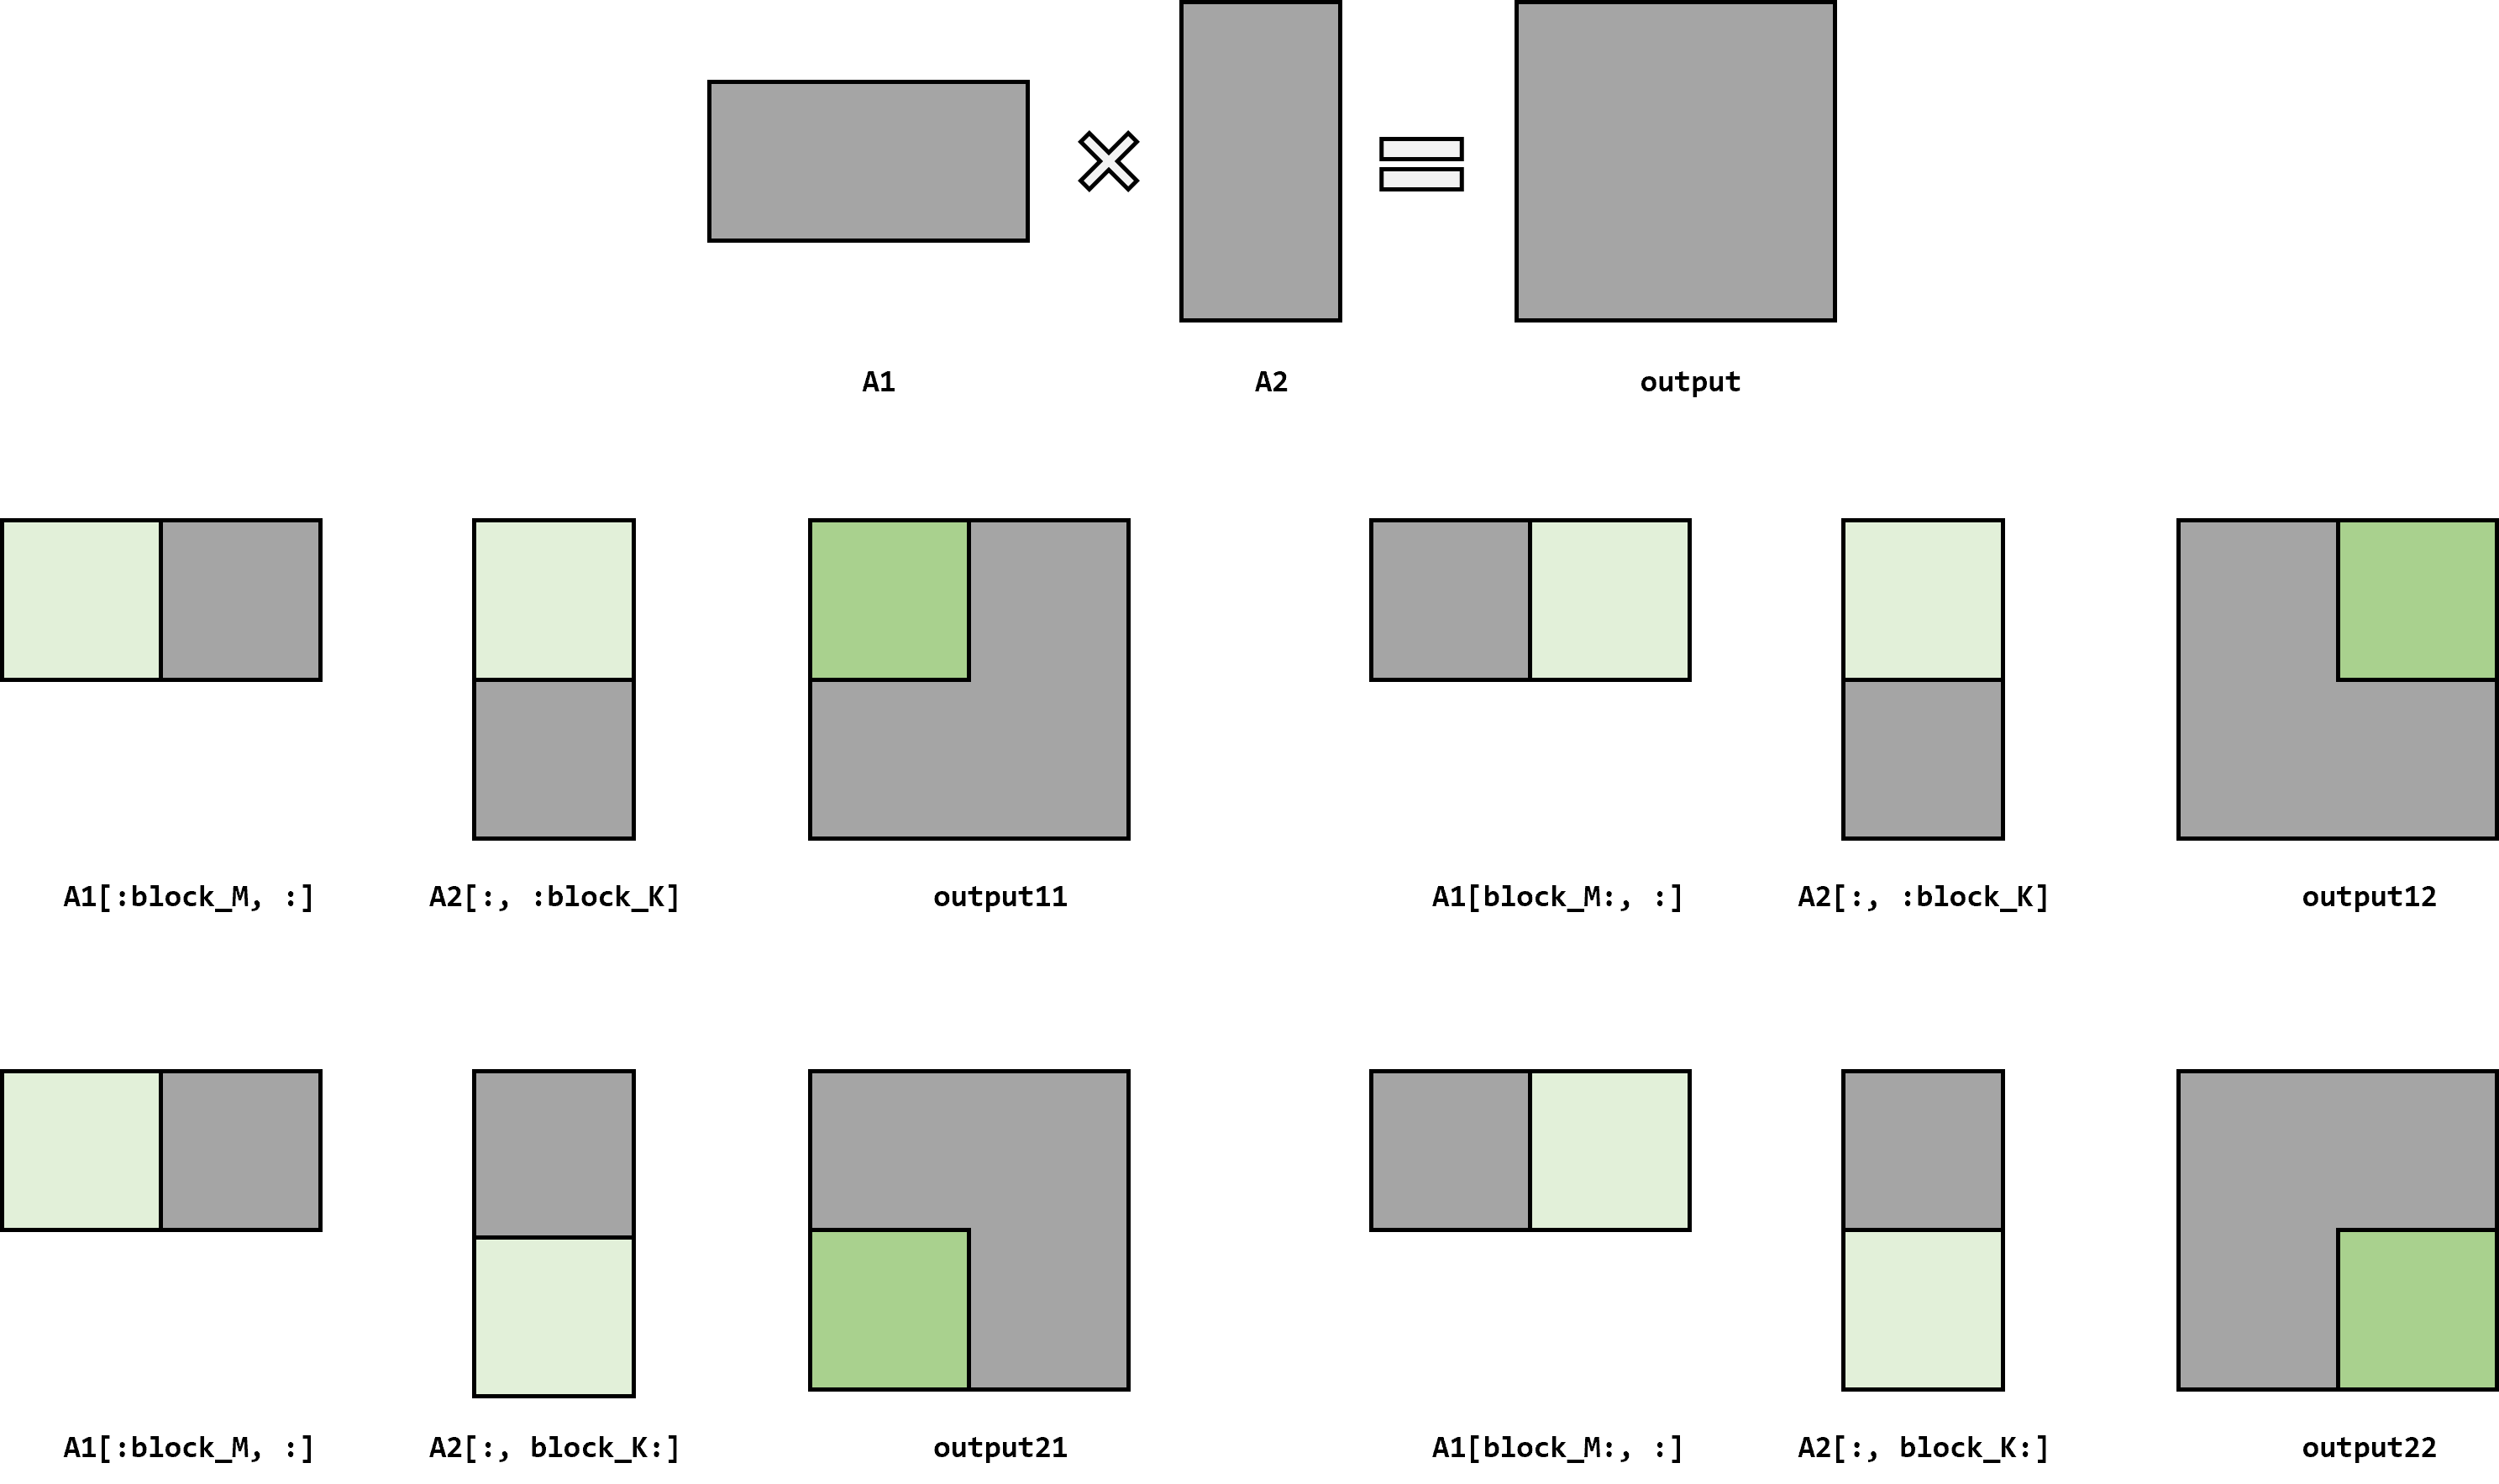 A1
A2
output
A1[:block_M, :]
A2[:, :block_K]
output11
A1[block_M:, :]
A2[:, :block_K]
output12
A1[:block_M, :]
A2[:, block_K:]
output21
A1[block_M:, :]
A2[:, block_K:]
output22